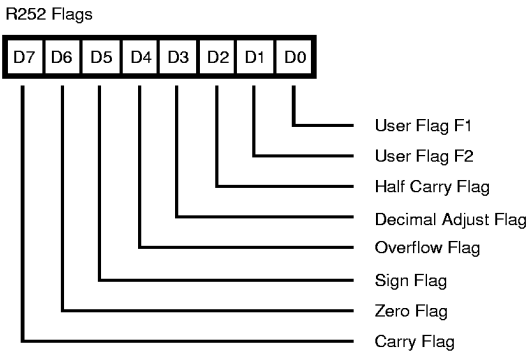 R252 Flags
D7 D6 D5 D4 D3 D2 D1 D0
User Flag F1
User Flag F2
Half Carry Flag
Decimal Adjust Flag
Overflow Flag
Sign Flag
Zero Flag
Carry Flag